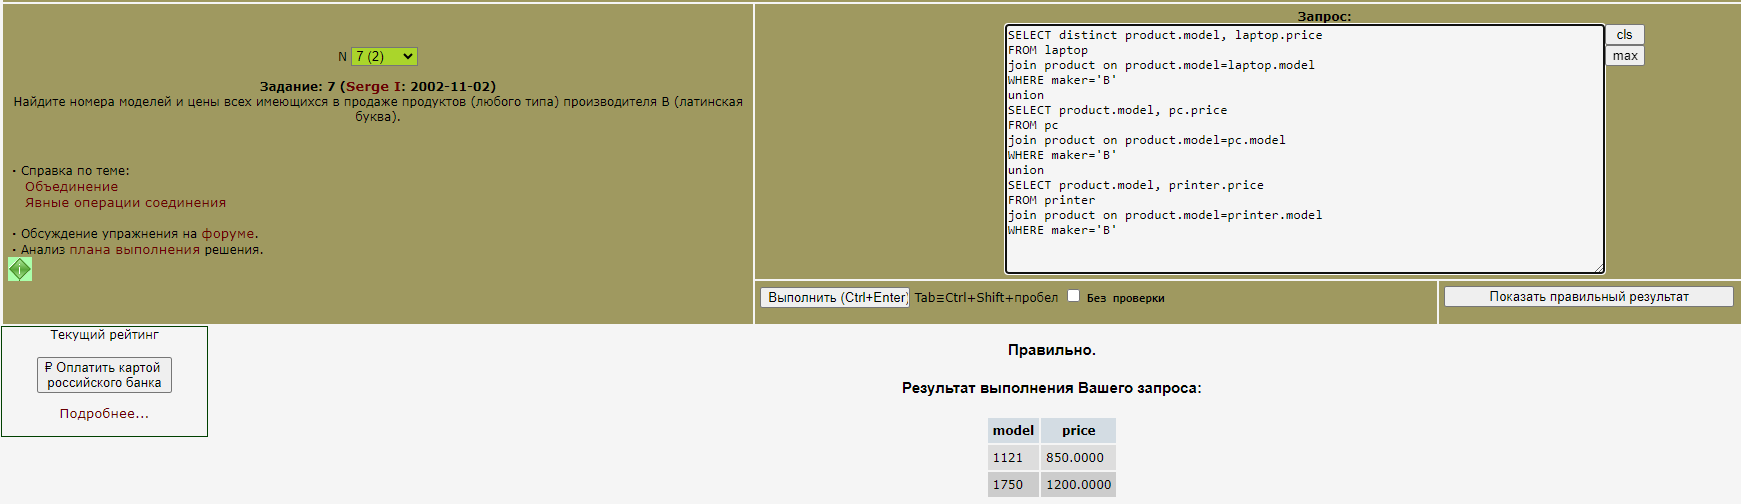 N 7 (2)
Задание: 7 (Serge I: 2002-11-02)
Найдите номера моделей и цены всех имеющихся в продаже продуктов (любого типа) производителя B (латинская
буква).
· Справка по теме:
Объединение
Явные операции соединения
· Обсуждение упражнения на форуме.
· Анализ плана выполнения решения.
Запрос:
SELECT distinct product.model, laptop.price
FROM laptop
join product on product.model=laptop.model
WHERE maker='B'
union
SELECT product.model, pc.price
FROM pc
join product on product.model=pc.model
WHERE maker='B'
union
SELECT product.model, printer.price
FROM printer
join product on product.model=printer.model
WHERE maker='B'
cls
max
Выполнить (Ctrl+Enter) Tab≡Ctrl+Shift+пробел Без проверки
Показать правильный результат
Текущий рейтинг
₽ Оплатить картой
российского банка
Подробнее...
Правильно.
Результат выполнения Вашего запроса:
model price
1121 850.0000
1750 1200.0000